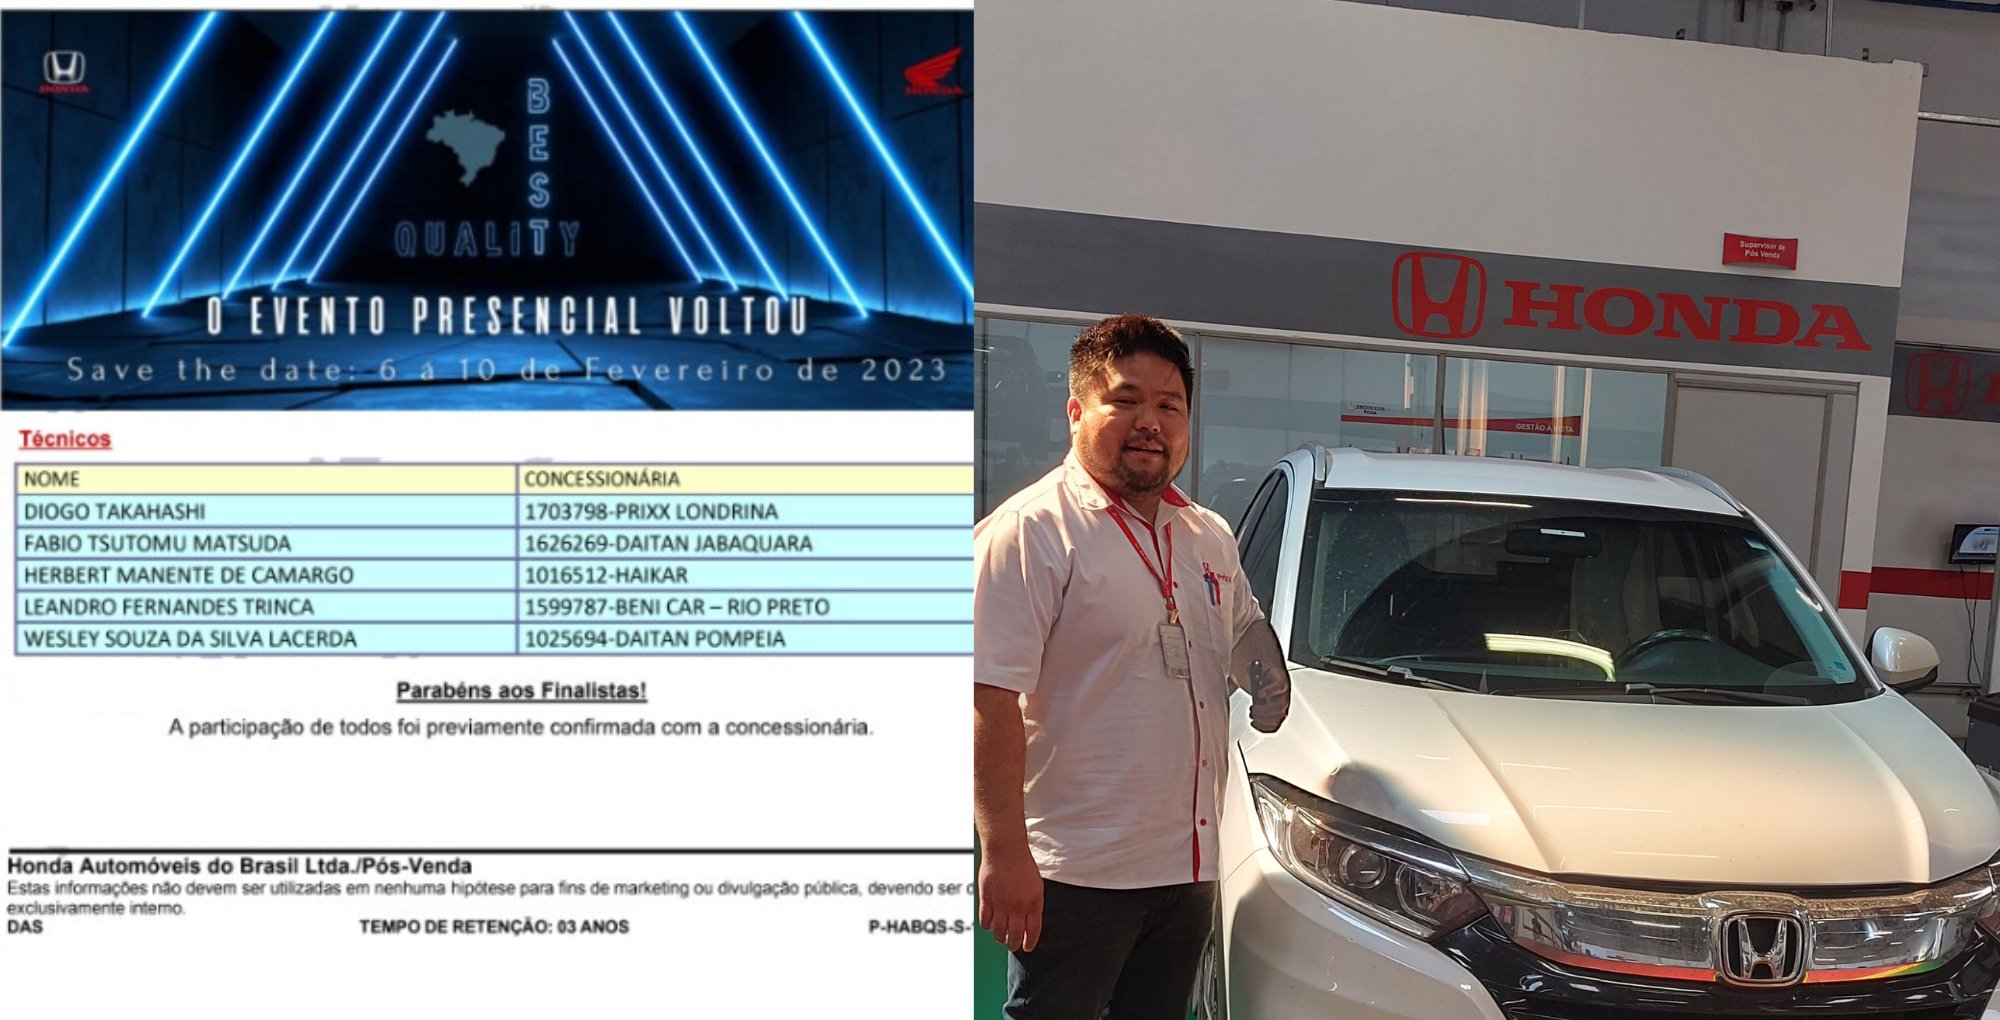 HONDA
HONDA
BEST
QUALITY
O EVENTO PRESENCIAL VOLTOU
Save the date: 6 á 10 de Fevereiro de 2023
Técnicos
NOME CONCESSIONÁRIA
DIOGO TAKAHASHI 1703798-PRIXX LONDRINA
FABIO TSUTOMU MATSUDA 1626269-DAITAN JABAQUARA
HERBERT MANENTE DE CAMARGO 1016512-HAIKAR
LEANDRO FERNANDES TRINCA 1599787-BENI CAR – RIO PRETO
WESLEY SOUZA DA SILVA LACERDA 1025694-DAITAN POMPEIA
Parabéns aos Finalistas!
A participação de todos foi previamente confirmada com a concessionária.
Honda Automóveis do Brasil Ltda./Pós-Venda
Estas informações não devem ser utilizadas em nenhuma hipótese para fins de marketing ou divulgação pública, devendo ser
exclusivamente interno.
DAS TEMPO DE RETENÇÃO: 03 ANOS P-HABQS-S-
Supervisor de
Pós Venda
HONDA
HONDA
Prixx
GESTÃO À VISTA
Prixx